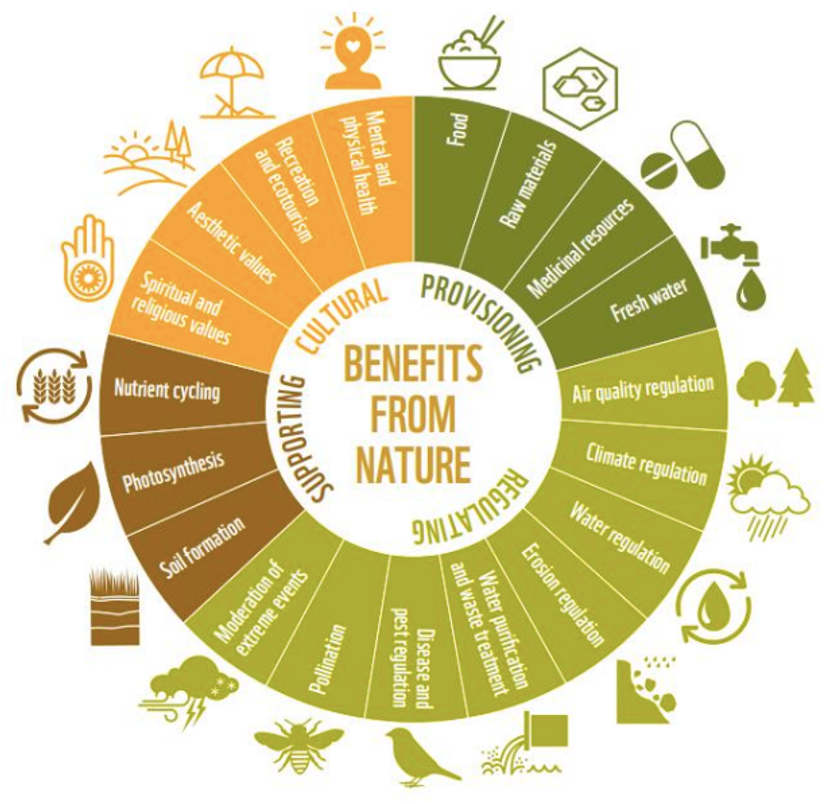 BENEFITS
FROM
NATURE
PROVISIONING
Food
Raw materials
Medicinal resources
Fresh water
REGULATING
Air quality regulation
Climate regulation
Water regulation
Erosion regulation
Water purification
and waste treatment
Disease and
pest regulation
Pollination
Moderation of
extreme events
SUPPORTING
Soil formation
Photosynthesis
Nutrient cycling
CULTURAL
Spiritual and
religious values
Aesthetic values
Recreation
and ecotourism
Mental and
physical health